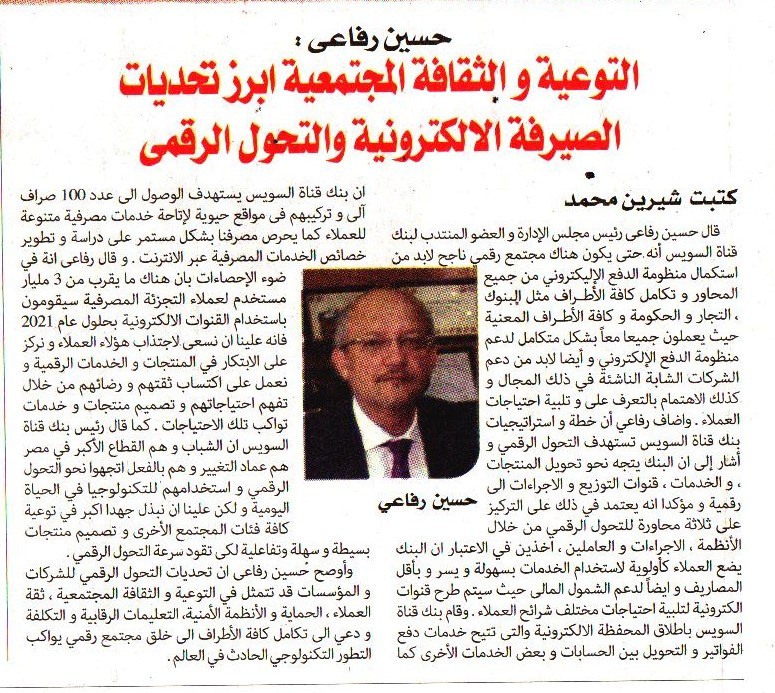 حسين رفاعى :
التوعية و الثقافة المجتمعية ابرز تحديات
الصيرفة الالكترونية والتحول الرقمى
كتبت شيرين محمد
قال حسين رفاعى رئيس مجلس الإدارة و العضو المنتدب لبنك
قناة السويس أنه حتى يكون هناك مجتمع رقمي ناجح لابد من
استكمال منظومة الدفع الإليكتروني من جميع
المحاور و تكامل كافة الأطراف مثل البنوك
، التجار و الحكومة و كافة الأطراف المعنية
حيث يعملون جميعا معاً بشكل متكامل لدعم
منظومة الدفع الإلكتروني و أيضا لابد من دعم
الشركات الشابة الناشئة في ذلك المجال و
كذلك الاهتمام بالتعرف على و تلبية احتياجات
العملاء . واضاف رفاعي أن خطة و استراتيجيات
بنك قناة السويس تستهدف التحول الرقمي و
أشار إلى ان البنك يتجه نحو تحويل المنتجات
، و الخدمات ، قنوات التوزيع و الاجراءات الى
رقمية و مؤكدا انه يعتمد في ذلك على التركيز
على ثلاثة محاورة للتحول الرقمي من خلال
الأنظمة ، الاجراءات و العاملين ، اخذين في الاعتبار ان البنك
يضع العملاء كأولوية لاستخدام الخدمات بسهولة و يسر و بأقل
المصاريف و ايضاً لدعم الشمول المالى حيث سيتم طرح قنوات
الكترونية لتلبية احتياجات مختلف شرائح العملاء . وقام بنك قناة
السويس باطلاق المحفظة الالكترونية والتى تتيح خدمات دفع
الفواتير و التحويل بين الحسابات و بعض الخدمات الأخرى كما
ان بنك قناة السويس يستهدف الوصول الى عدد 100 صراف
آلى و تركيبهم فى مواقع حيوية لإتاحة خدمات مصرفية متنوعة
للعملاء كما يحرص مصرفنا بشكل مستمر على دراسة و تطوير
خصائص الخدمات المصرفية عبر الانترنت . و قال رفاعى انة في
ضوء الإحصاءات بان هناك ما يقرب من 3 مليار
مستخدم لعملاء التجزئة المصرفية سيقومون
باستخدام القنوات الالكترونية بحلول عام 2021
فانه علينا ان نسعى لاجتذاب هؤلاء العملاء و نركز
على الابتكار في المنتجات و الخدمات الرقمية و
نعمل على اكتساب ثقتهم و رضائهم من خلال
تفهم احتياجاتهم و تصميم منتجات و خدمات
تواكب تلك الاحتياجات . كما قال رئيس بنك قناة
السويس ان الشباب و هم القطاع الأكبر في مصر
هم عماد التغيير و هم بالفعل اتجهوا نحو التحول
الرقمي و استخدامهم للتكنولوجيا في الحياة
اليومية و لكن علينا ان نبذل جهدا اكبر في توعية
كافة فئات المجتمع الأخرى و تصميم منتجات
بسيطة و سهلة وتفاعلية لكى تقود سرعة التحول الرقمي .
وأوضح حسين رفاعى ان تحديات التحول الرقمي للشركات
و المؤسسات قد تتمثل في التوعية و الثقافة المجتمعية ، ثقة
العملاء ، الحماية و الأنظمة الأمنية، التعليمات الرقابية و التكلفة
و دعي الى تكامل كافة الأطراف الى خلق مجتمع رقمي يواكب
التطور التكنولوجي الحادث في العالم .
حسين رفاعي